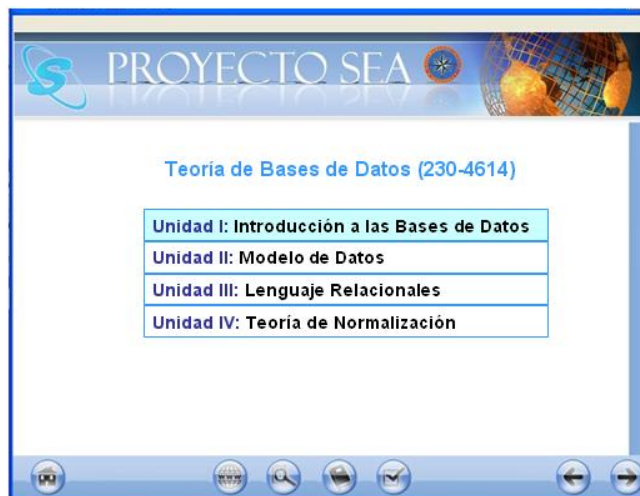 PROYECTO SEA
Teoría de Bases de Datos (230-4614)
Unidad I: Introducción a las Bases de Datos
Unidad II: Modelo de Datos
Unidad III: Lenguaje Relacionales
Unidad IV: Teoría de Normalización
www